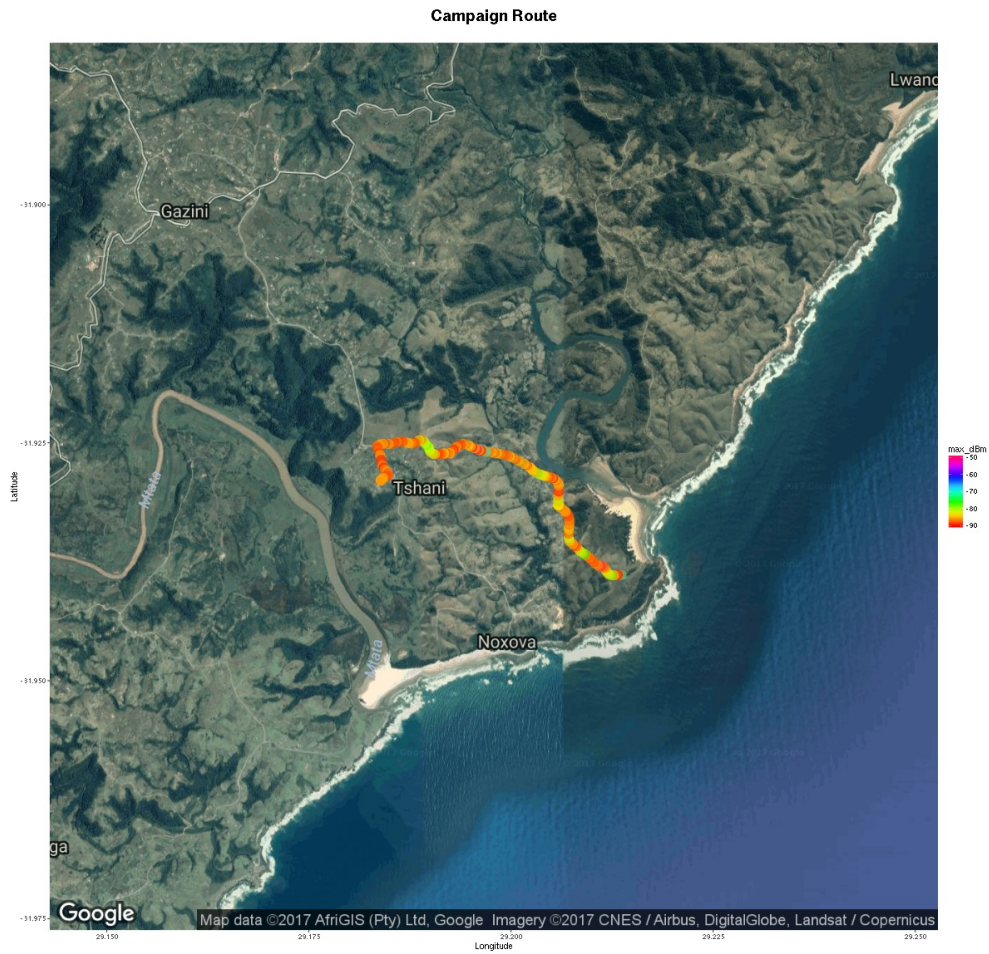 Campaign Route
Lwand
-31.900
Gazini
© 2017
-31.925
max_dBm
-50
-60
-70
-80
-90
Latitude
Mtata
Tshani
Mtata
Noxova
-31.950
ga
-31.975
Google
Map data ©2017 AfriGIS (Pty) Ltd, Google Imagery ©2017 CNES / Airbus, DigitalGlobe, Landsat / Copernicus
29.150
29.175
29.200
29.225
29.250
Longitude